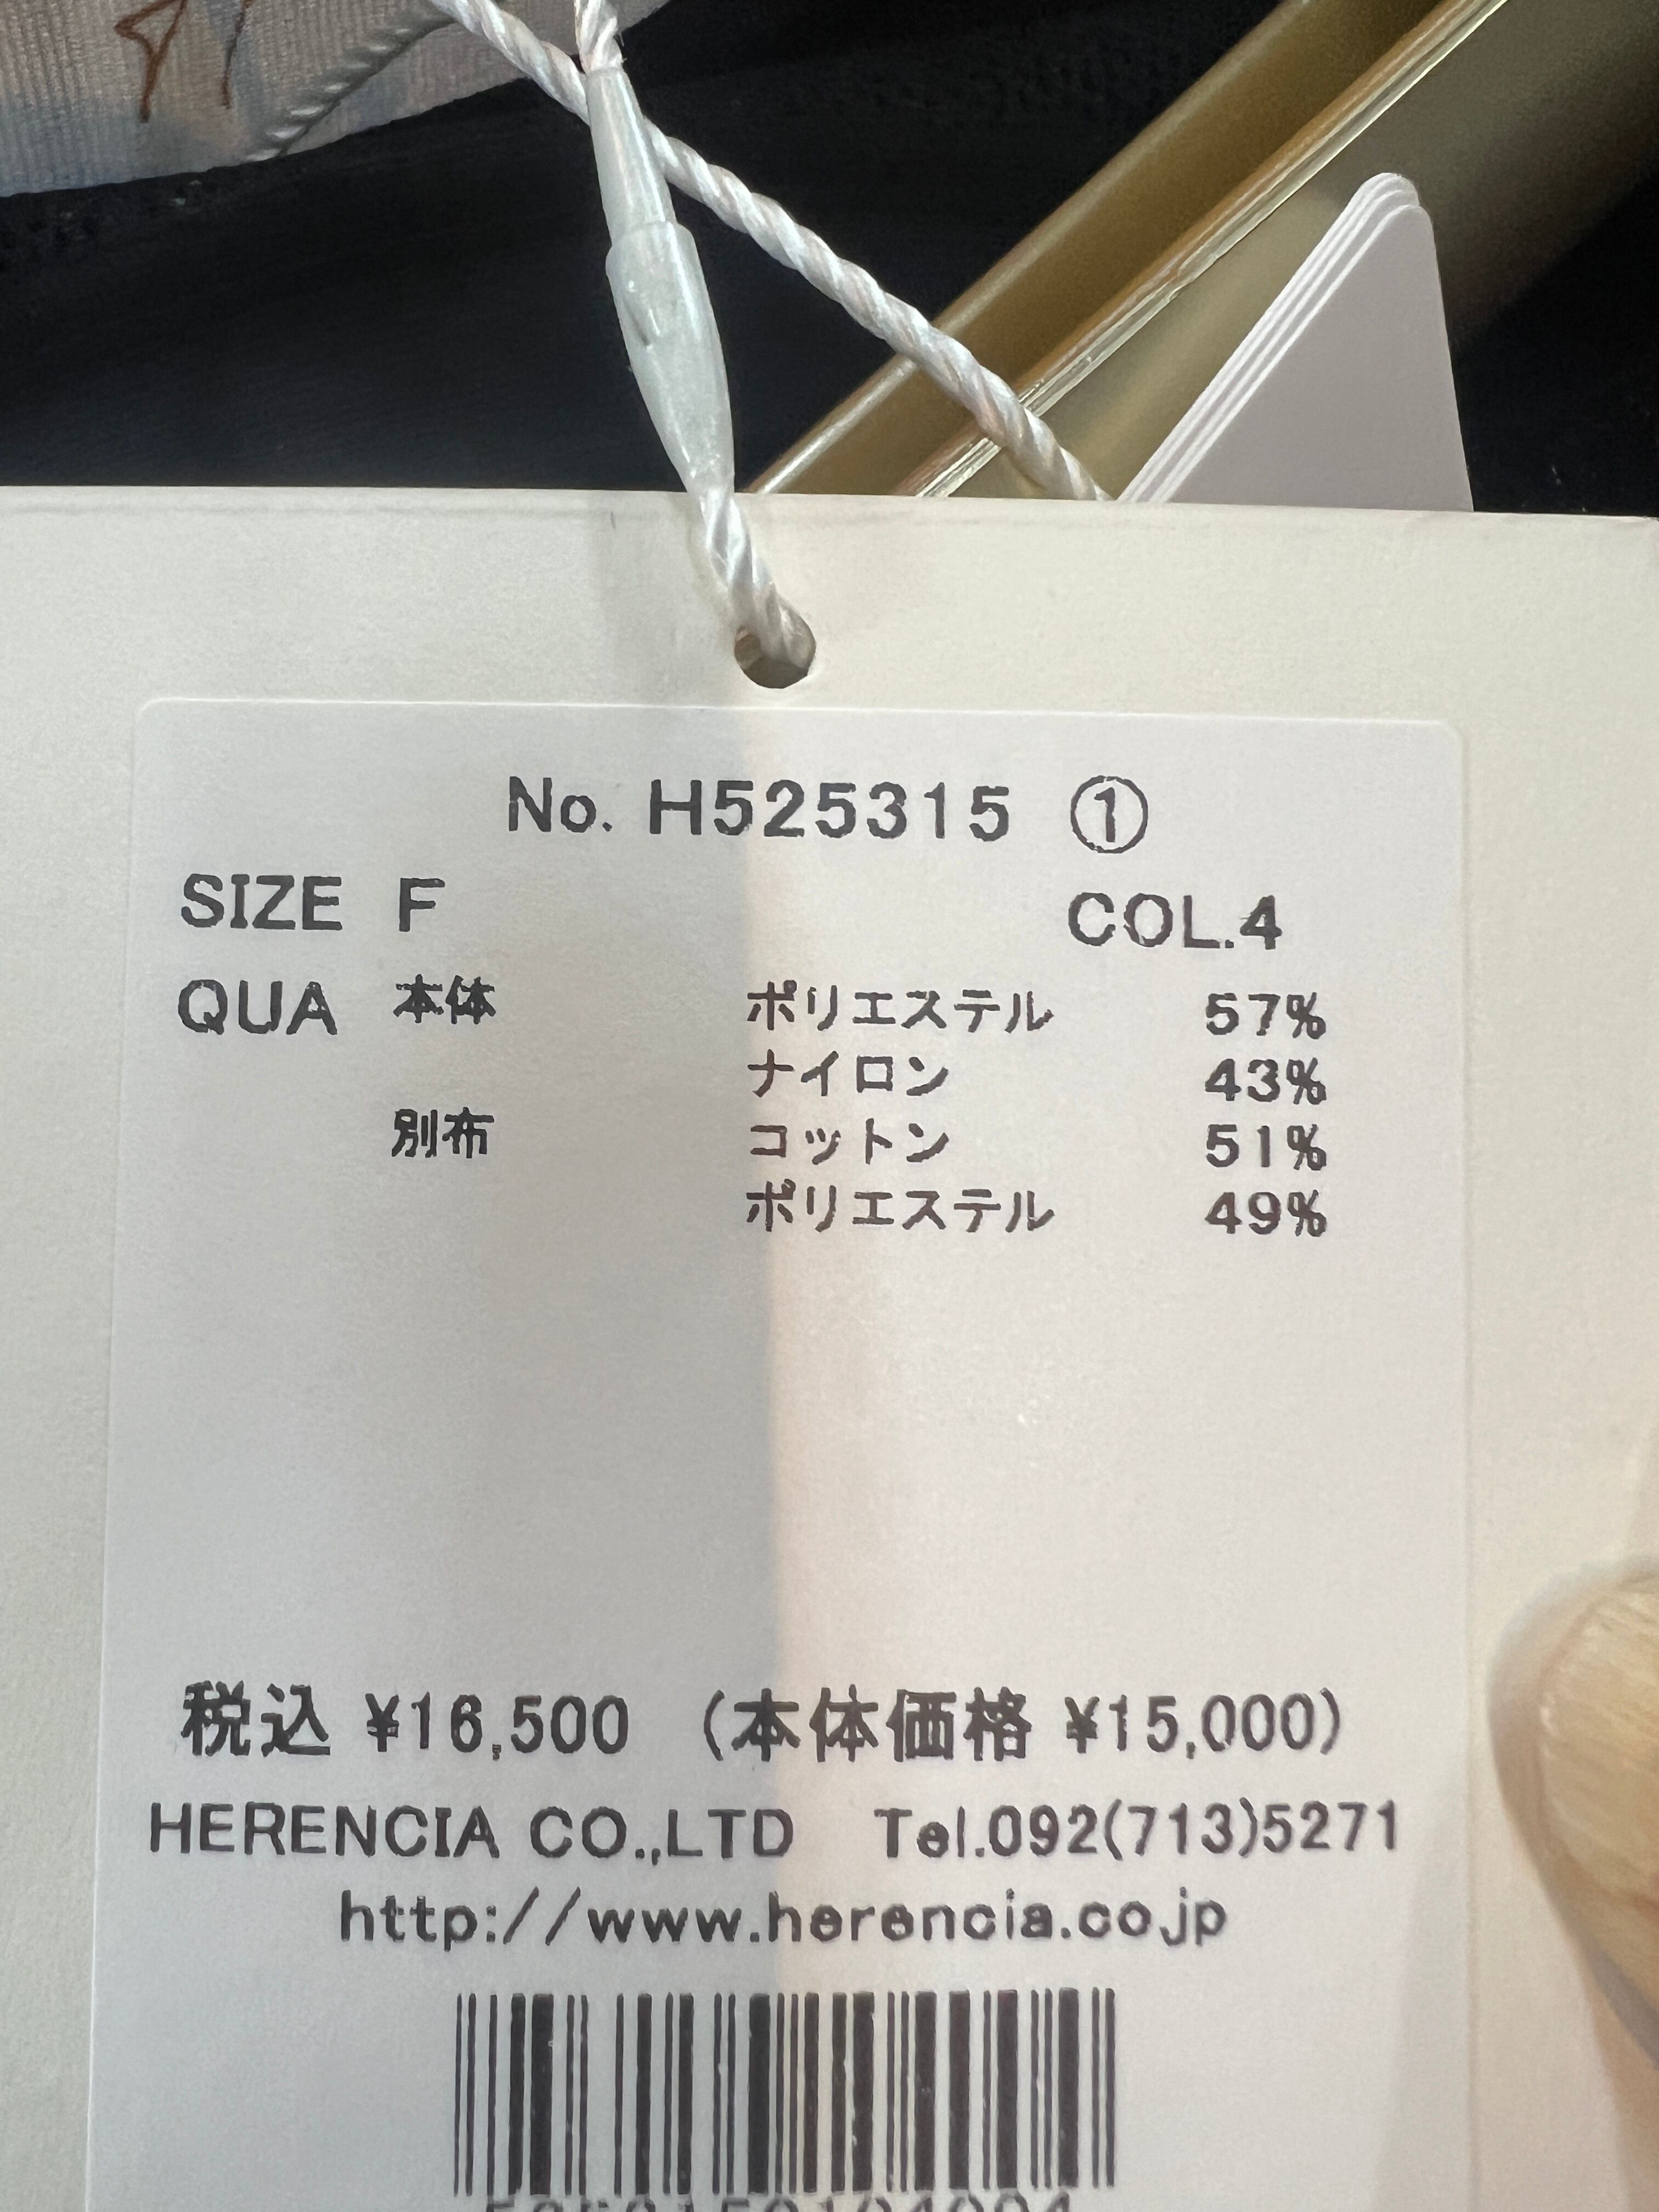 No. H525315 ①
SIZE F COL.4
QUA 本体 ポリエステル 57%
ナイロン 43%
別布 コットン 51%
ポリエステル 49%
税込 ¥16,500 (本体価格 ¥15,000)
HERENCIA CO.,LTD Tel.092(713)5271
http://www.herencia.co.jp